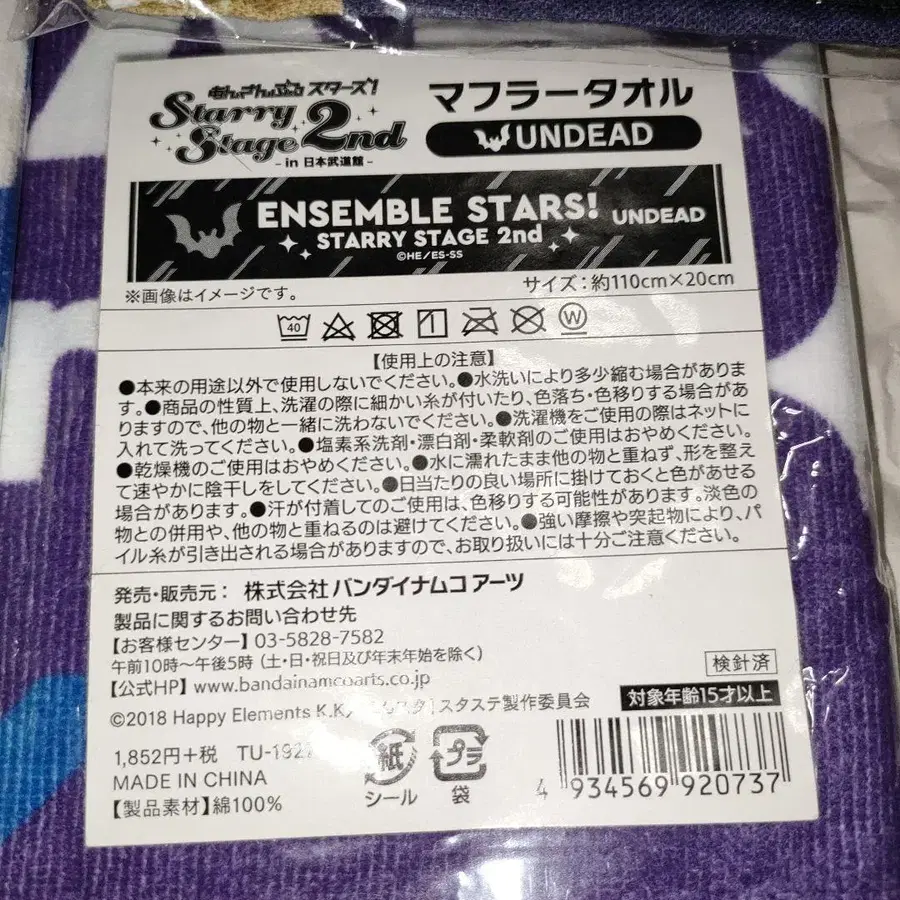 あんさんぶるスターズ!
Starry
Stage 2nd
- in 日本武道館 -
マフラータオル
UNDEAD
ENSEMBLE STARS! UNDEAD
STARRY STAGE 2nd
©HE/ES-SS
※画像はイメージです。
サイズ：約110cm×20cm
40
W
【使用上の注意】
●本来の用途以外で使用しないでください。●水洗いにより多少縮む場合がありま
す。●商品の性質上、洗濯の際に細かい糸が付いたり、色落ち・色移りする場合があ
りますので、他の物と一緒に洗わないでください。●洗濯機をご使用の際はネットに
入れて洗ってください。●塩素系洗剤・漂白剤・柔軟剤のご使用はおやめください。
●乾燥機のご使用はおやめください。●水に濡れたまま他の物と重ねず、形を整え
て速やかに陰干しをしてください。●日当たりの良い場所に掛けておくと色があせる
場合があります。●汗が付着してのご使用は、色移りする可能性があります。淡色の
物との併用や、他の物と重ねるのは避けてください。●強い摩擦や突起物により、パ
イル糸が引き出される場合がありますので、お取り扱いには十分ご注意ください。
発売・販売元： 株式会社 バンダイナムコ アーツ
製品に関するお問い合わせ先
【お客様センター】03-5828-7582
午前10時～午後5時（土・日・祝日及び年末年始を除く）
【公式HP】www.bandainamcoarts.co.jp
検針済
対象年齢15才以上
©2018 Happy Elements K.K/ スタステ製作委員会
1,852円+税 TU-192
MADE IN CHINA
【製品素材】綿100%
紙
シール
プラ
袋
4 934569 920737